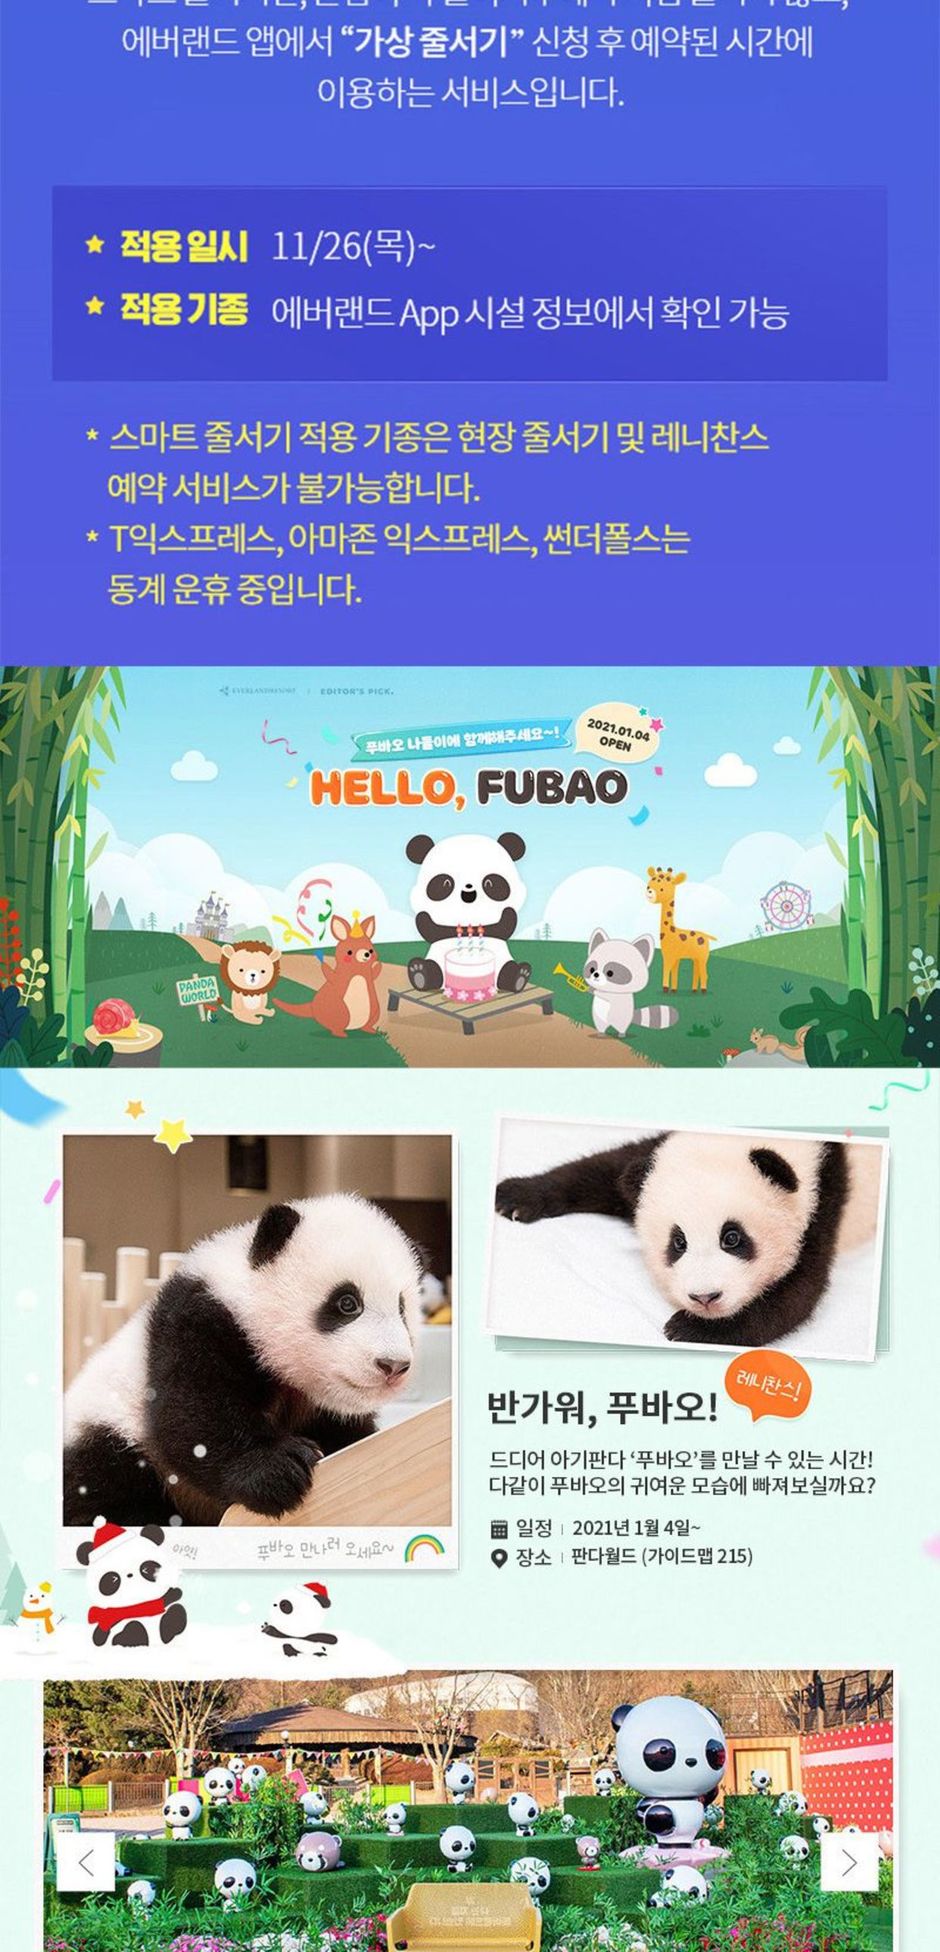 에버랜드 앱에서 “가상 줄서기” 신청 후 예약된 시간에
이용하는 서비스입니다.
★ 적용 일시 11/26(목)~
★ 적용 기종 에버랜드 App 시설 정보에서 확인 가능
* 스마트 줄서기 적용 기종은 현장 줄서기 및 레니찬스
예약 서비스가 불가능합니다.
* T익스프레스, 아마존 익스프레스, 썬더폴스는
동계 운휴 중입니다.
EVERLAND RESORT | EDITOR'S PICK.
푸바오 나들이에 함께해주세요~!
2021.01.04
OPEN
HELLO, FUBAO
PANDA
WORLD
레니찬스!
반가워, 푸바오!
드디어 아기판다 ‘푸바오’를 만날 수 있는 시간!
다같이 푸바오의 귀여운 모습에 빠져보실까요?
일정 | 2021년 1월 4일~
장소 | 판다월드 (가이드맵 215)
아앗!
푸바오 만나러 오세요~